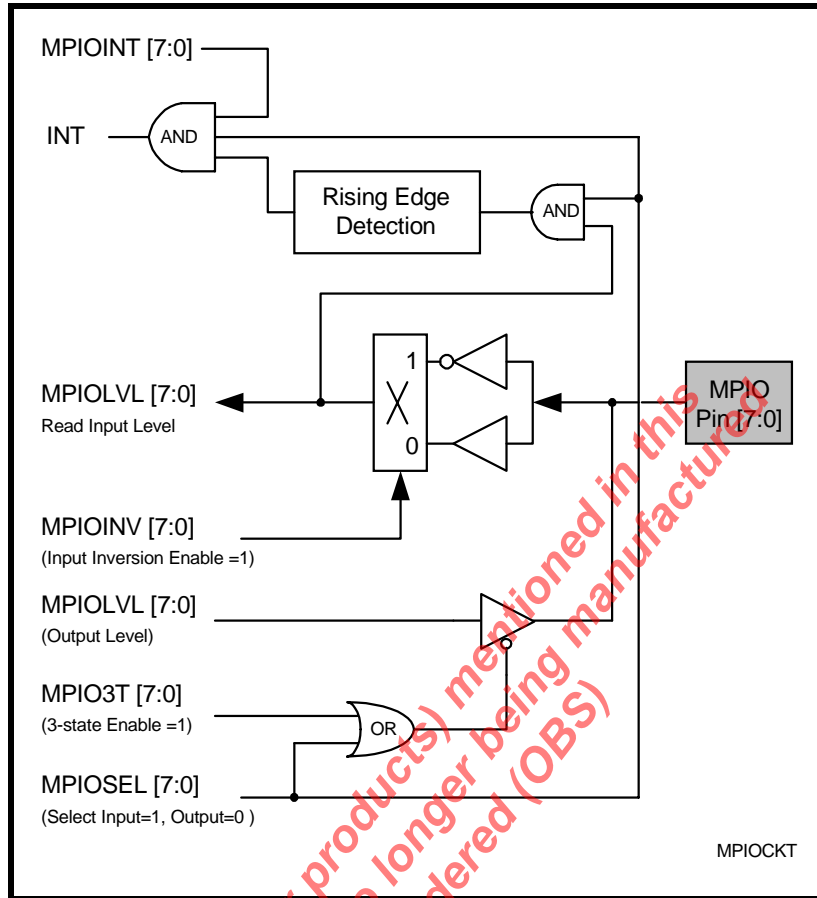 MPIOINT [7:0]
INT
AND
Rising Edge
Detection
AND
1
0
MPIOLVL [7:0]
Read Input Level
MPIO
Pin [7:0]
MPIOINV [7:0]
(Input Inversion Enable =1)
MPIOLVL [7:0]
(Output Level)
MPIO3T [7:0]
(3-state Enable =1)
OR
MPIOSEL [7:0]
(Select Input=1, Output=0 )
MPIOCKT
products) mentioned in this
longer being manufactured
dered (OBS)